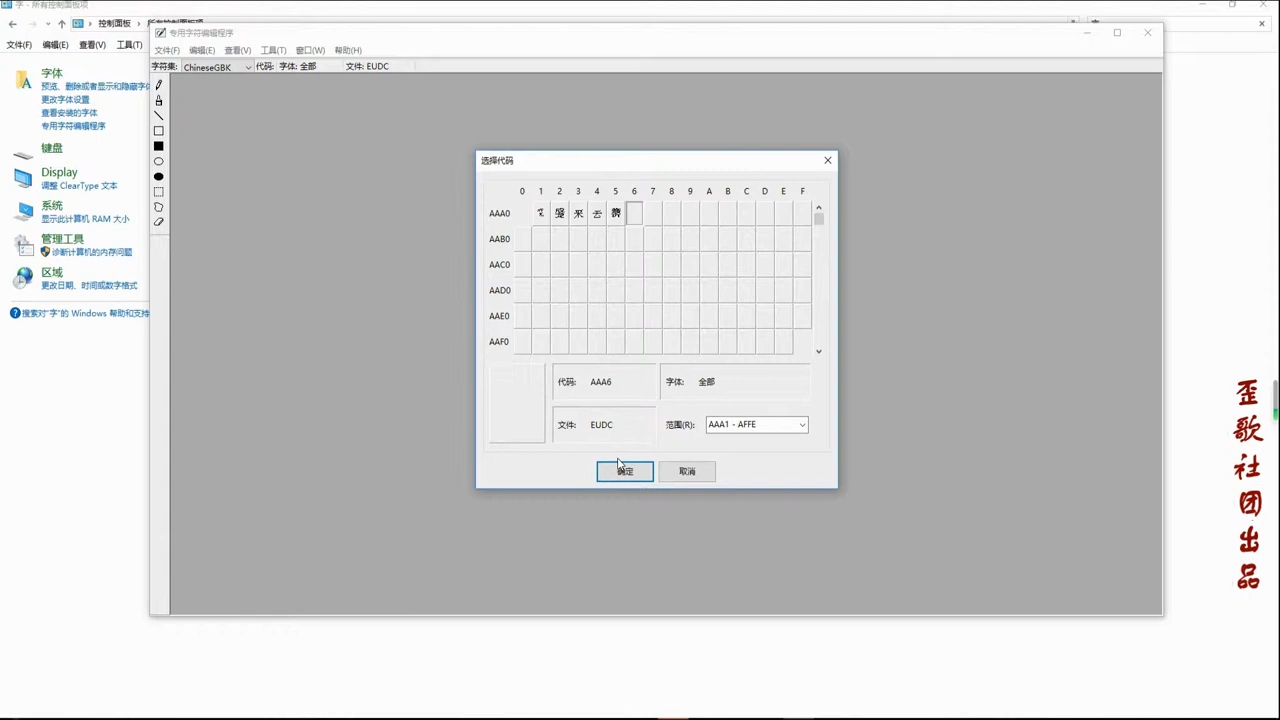 字 - 所有控制面板项
控制面板
所有控制面板项
文件(F) 编辑(E) 查看(V) 工具(T)
字体
预览、删除或者显示和隐藏字体
更改字体设置
查看安装的字体
专用字符编辑程序
键盘
Display
调整 ClearType 文本
系统
显示此计算机 RAM 大小
管理工具
诊断计算机的内存问题
区域
更改日期、时间或数字格式
搜索对"字"的 Windows 帮助和支持
专用字符编辑程序
文件(F) 编辑(E) 查看(V) 工具(T) 窗口(W) 帮助(H)
字符集: ChineseGBK 代码: 字体: 全部 文件: EUDC
选择代码
0 1 2 3 4 5 6 7 8 9 A B C D E F
AAA0
AAB0
AAC0
AAD0
AAE0
AAF0
代码: AAA6 字体: 全部
文件: EUDC 范围(R): AAA1 - AFFE
确定 取消
歪歌社团出品